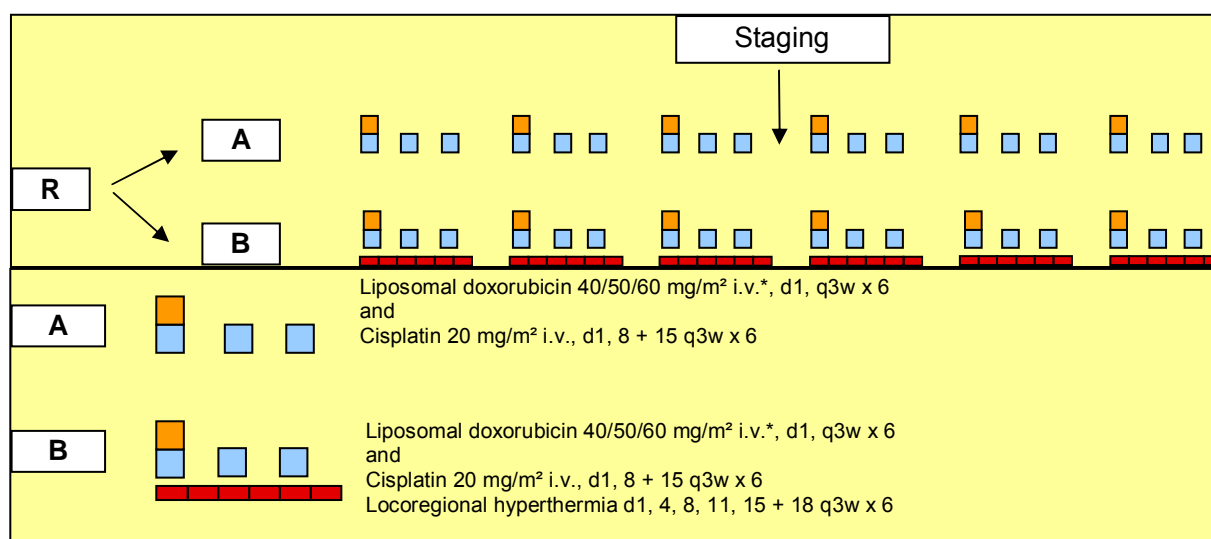 Staging
A
R
B
A
Liposomal doxorubicin 40/50/60 mg/m² i.v.*, d1, q3w x 6
and
Cisplatin 20 mg/m² i.v., d1, 8 + 15 q3w x 6
B
Liposomal doxorubicin 40/50/60 mg/m² i.v.*, d1, q3w x 6
and
Cisplatin 20 mg/m² i.v., d1, 8 + 15 q3w x 6
Locoregional hyperthermia d1, 4, 8, 11, 15 + 18 q3w x 6